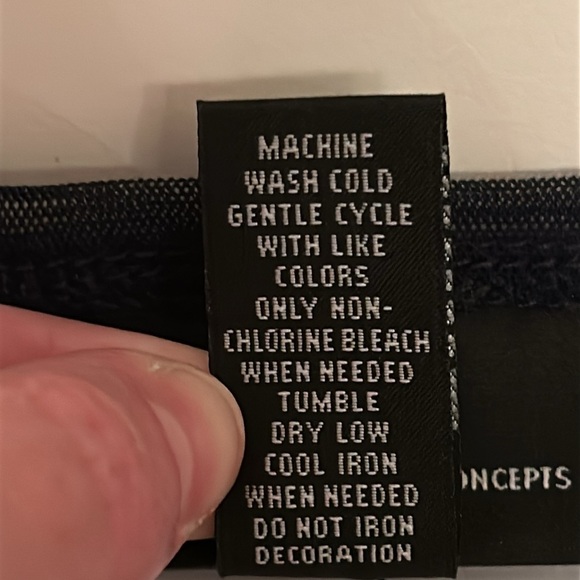 MACHINE
WASH COLD
GENTLE CYCLE
WITH LIKE
COLORS
ONLY NON-
CHLORINE BLEACH
WHEN NEEDED
TUMBLE
DRY LOW
COOL IRON
WHEN NEEDED
DO NOT IRON
DECORATION
ONCEPTS